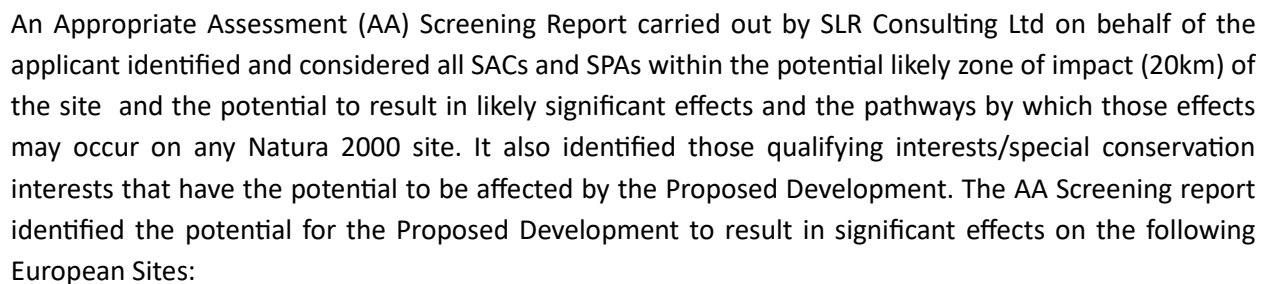 An Appropriate Assessment (AA) Screening Report carried out by SLR Consulting Ltd on behalf of the
applicant identified and considered all SACs and SPAs within the potential likely zone of impact (20km) of
the site  and the potential to result in likely significant effects and the pathways by which those effects
may occur on any Natura 2000 site. It also identified those qualifying interests/special conservation
interests that have the potential to be affected by the Proposed Development. The AA Screening report
identified the potential for the Proposed Development to result in significant effects on the following
European Sites: